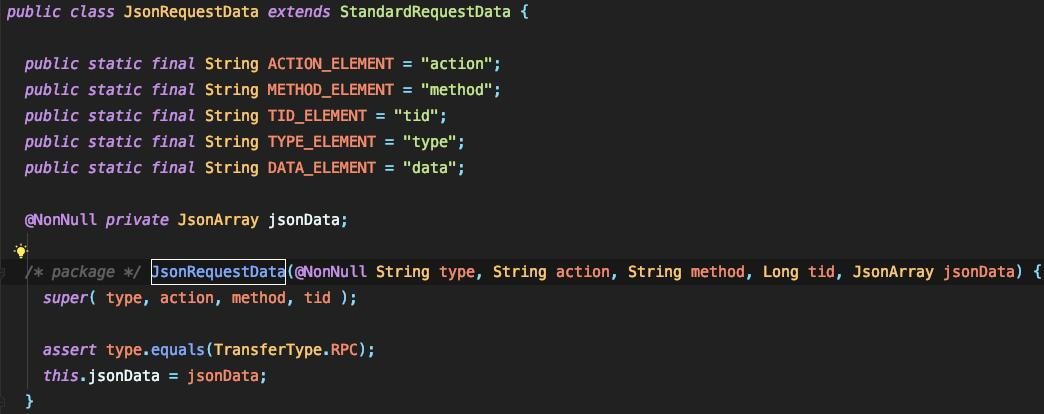 public class JsonRequestData extends StandardRequestData {
public static final String ACTION_ELEMENT = "action";
public static final String METHOD_ELEMENT = "method";
public static final String TID_ELEMENT = "tid";
public static final String TYPE_ELEMENT = "type";
public static final String DATA_ELEMENT = "data";
@NonNull private JsonArray jsonData;
/* package */ JsonRequestData(@NonNull String type, String action, String method, Long tid, JsonArray jsonData) {
super( type, action, method, tid );
assert type.equals(TransferType.RPC);
this.jsonData = jsonData;
}